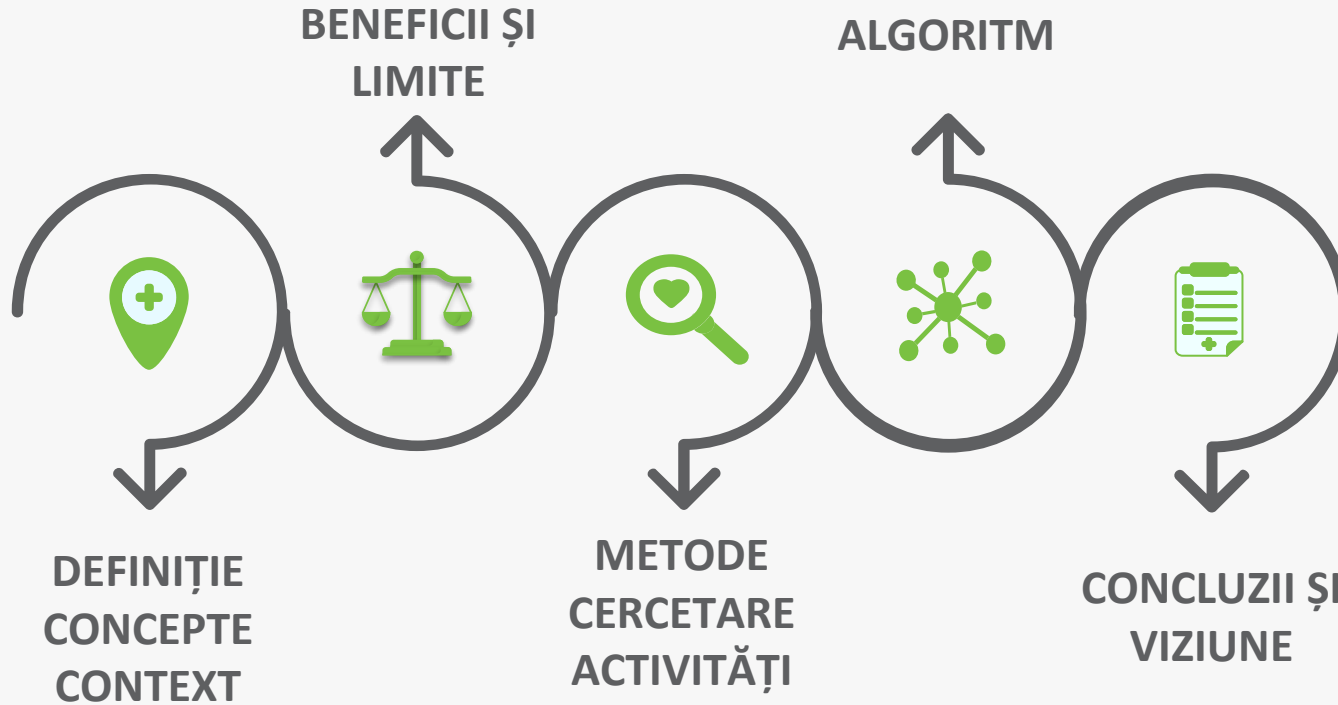 BENEFICII ȘI
LIMITE
ALGORITM
DEFINIȚIE
CONCEPTE
CONTEXT
METODE
CERCETARE
ACTIVITĂȚI
CONCLUZII ȘI
VIZIUNE